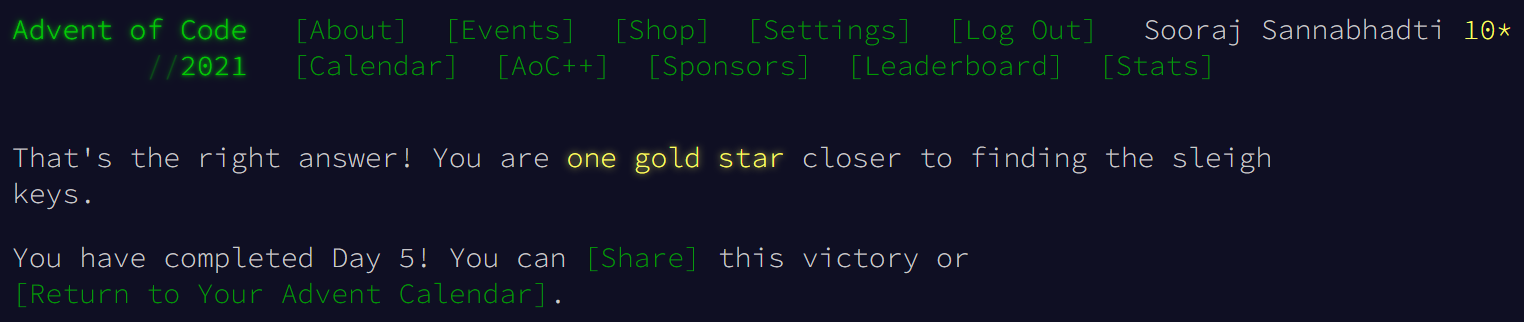 Advent of Code [About] [Events] [Shop] [Settings] [Log Out] Sooraj Sannabhadti 10*
//2021 [Calendar] [AoC++] [Sponsors] [Leaderboard] [Stats]
That's the right answer! You are one gold star closer to finding the sleigh
keys.
You have completed Day 5! You can [Share] this victory or
[Return to Your Advent Calendar].